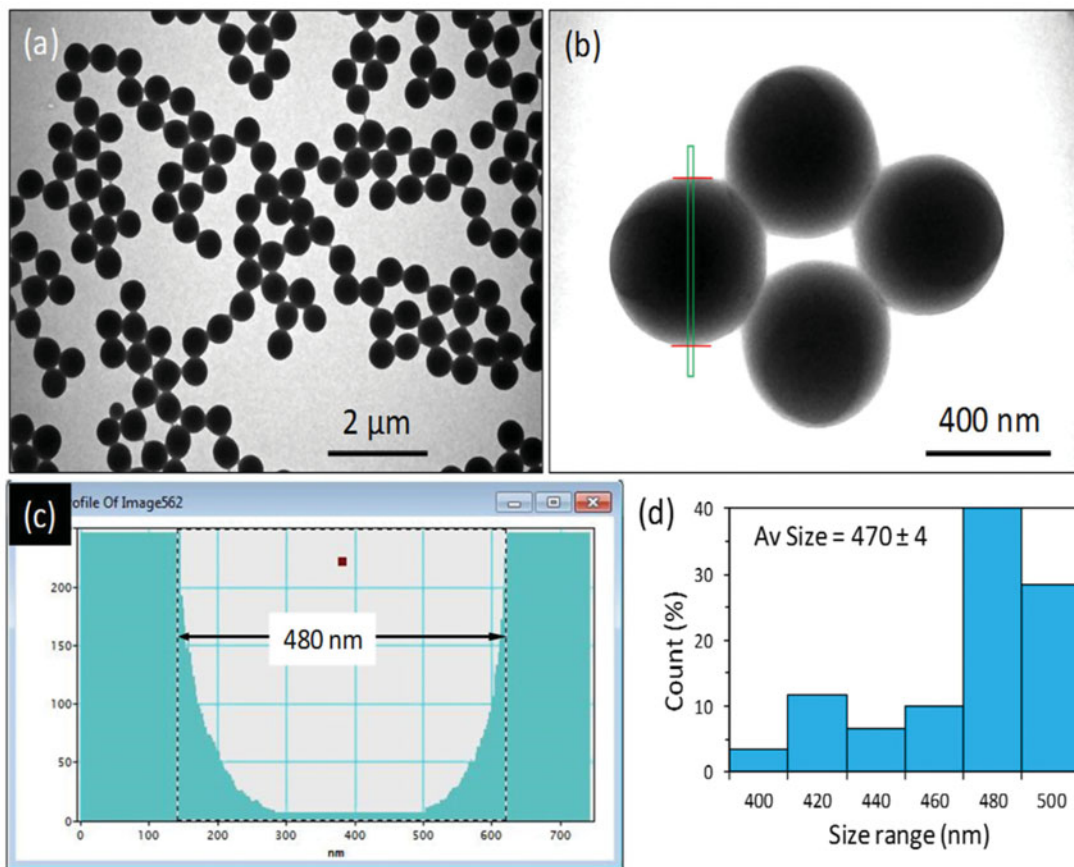 (a)
2 μm
(b)
400 nm
(c)
rofile Of Image562
200
150
100
50
0
480 nm
0 100 200 300 400 500 600 700
nm
(d)
Av Size = 470 ± 4
Count (%)
40
30
20
10
0
400 420 440 460 480 500
Size range (nm)